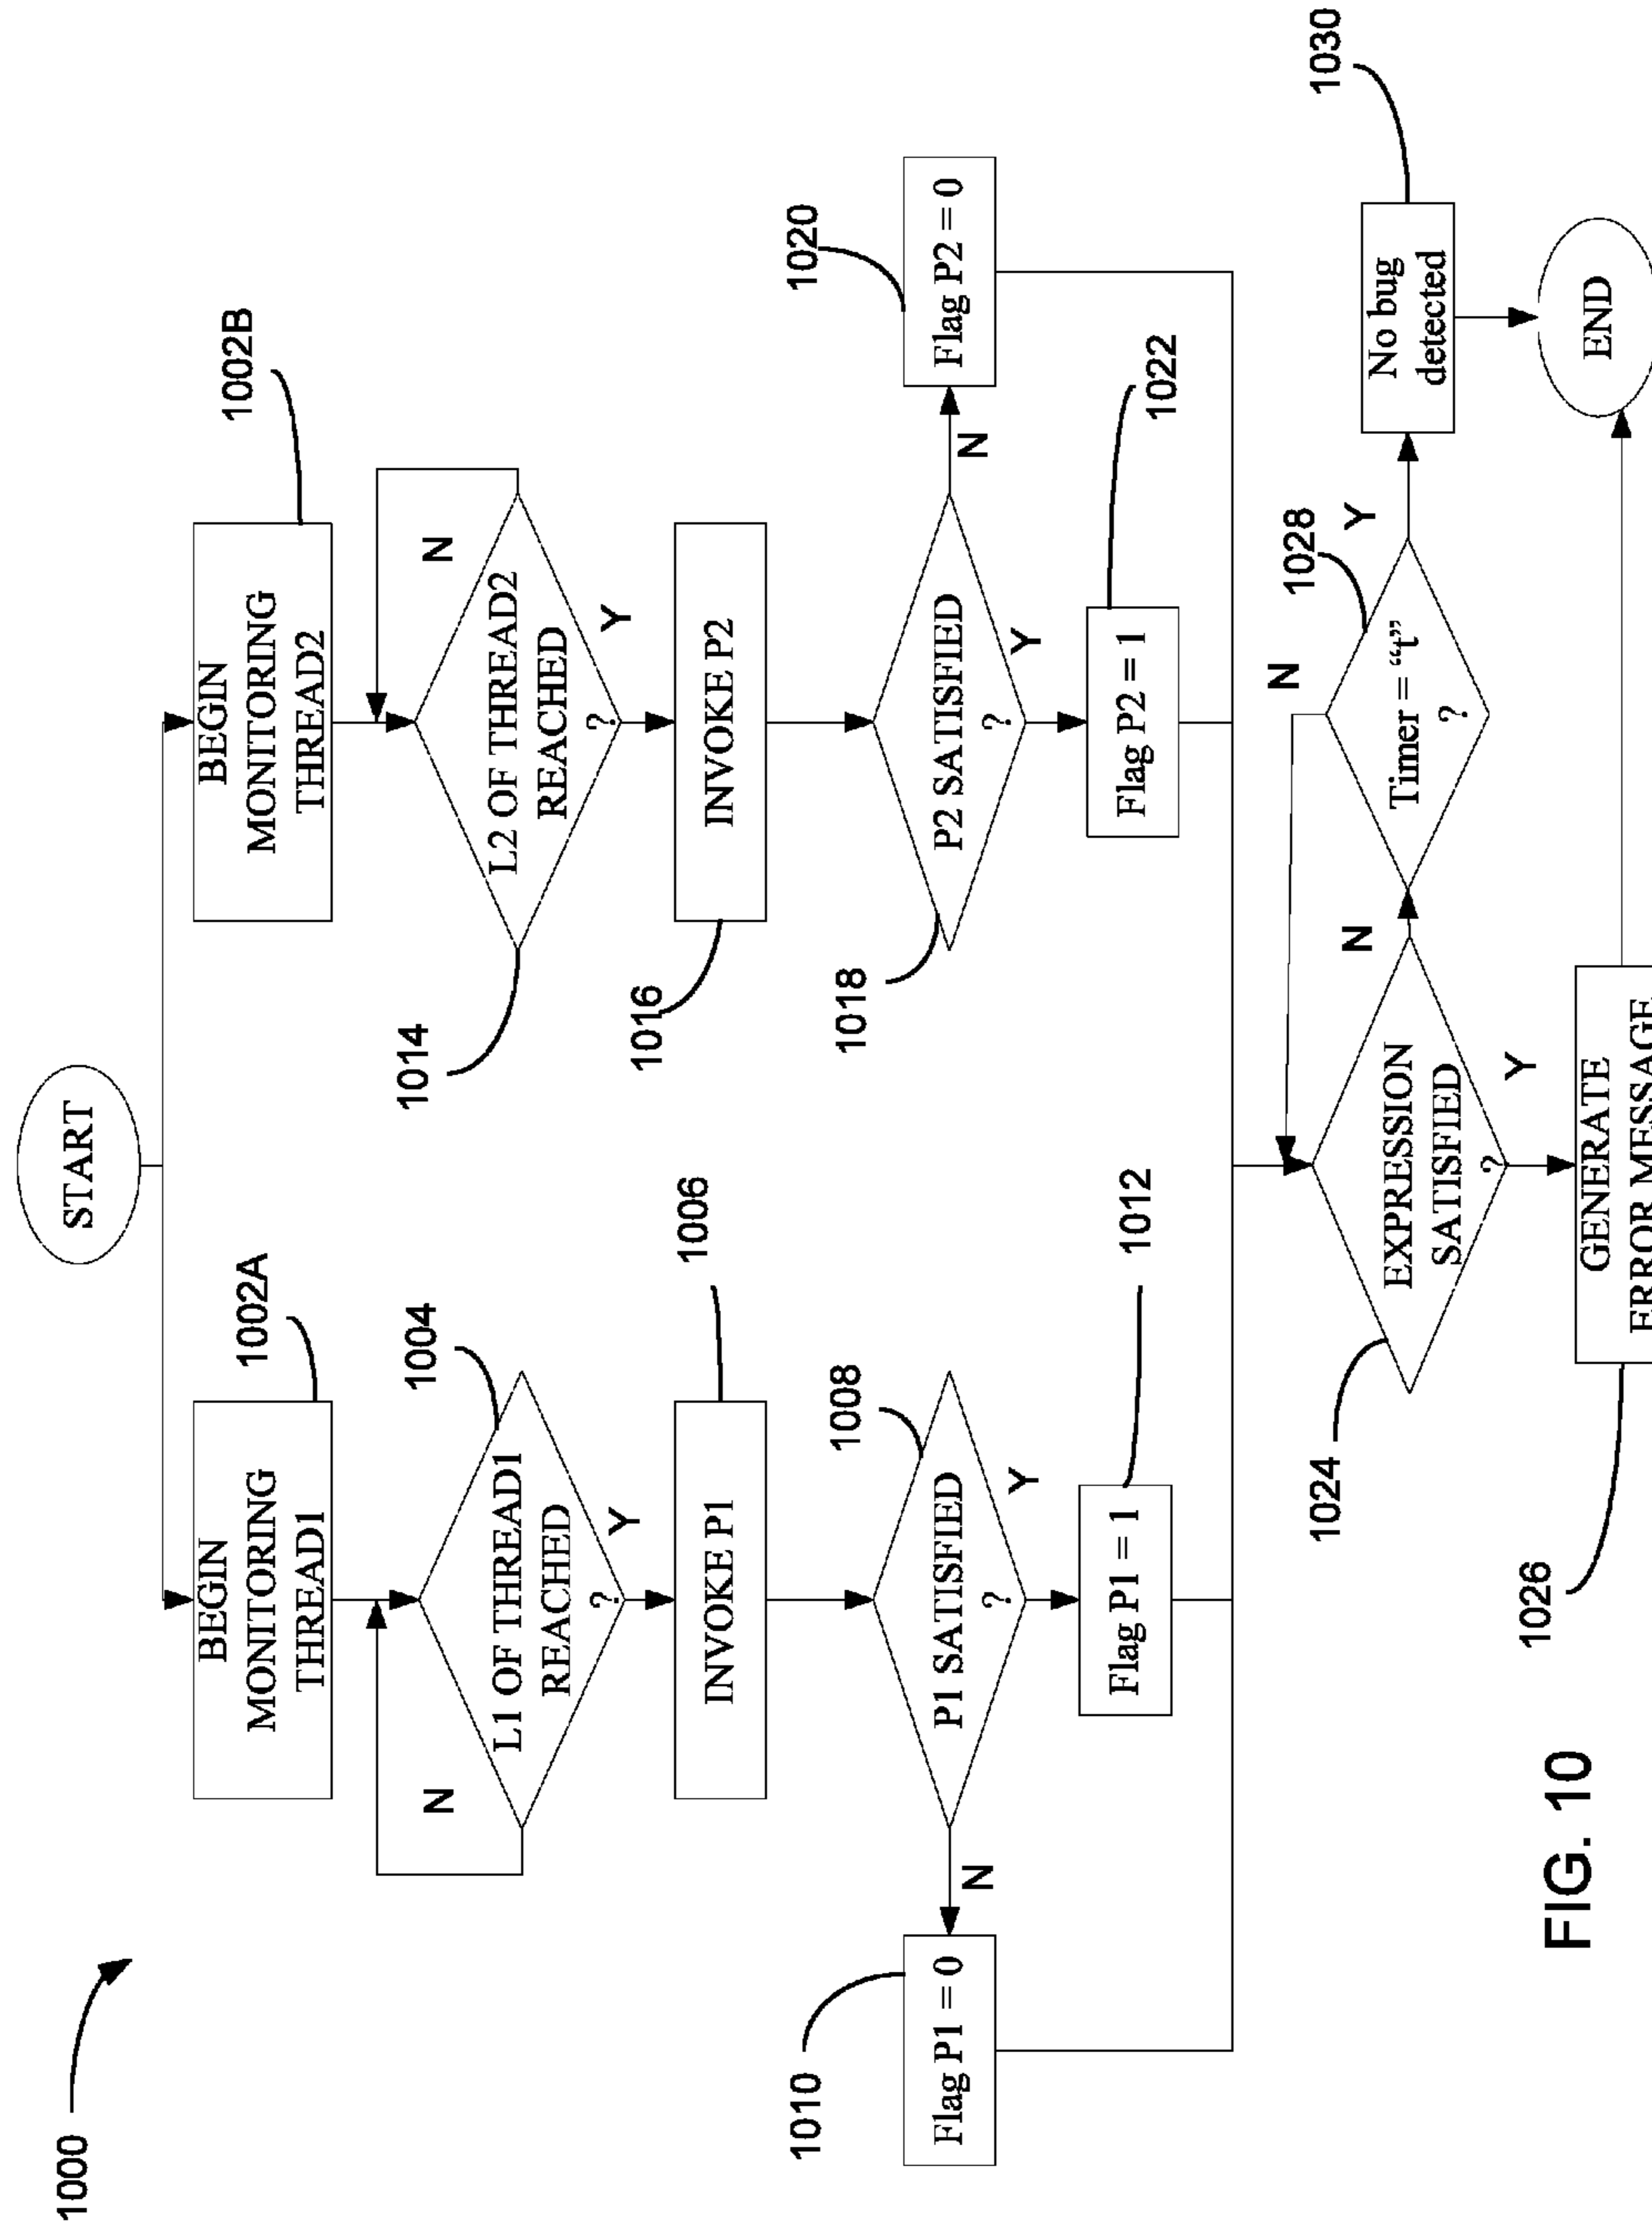 1000
START
BEGIN
MONITORING
THREAD1
1002A
BEGIN
MONITORING
THREAD2
1002B
N
L1 OF THREAD1
REACHED
?
Y
1004
1014
N
L2 OF THREAD2
REACHED
?
Y
INVOKE P1
1006
1016
INVOKE P2
1010
Flag P1 = 0
N
P1 SATISFIED
?
Y
1008
1018
P2 SATISFIED
?
Y
N
Flag P2 = 0
1020
Flag P1 = 1
1012
Flag P2 = 1
1022
1024
EXPRESSION
SATISFIED
?
Y
N
N
Timer = “t”
?
1028
Y
No bug
detected
1030
1026
GENERATE
ERROR MESSAGE
END
FIG. 10